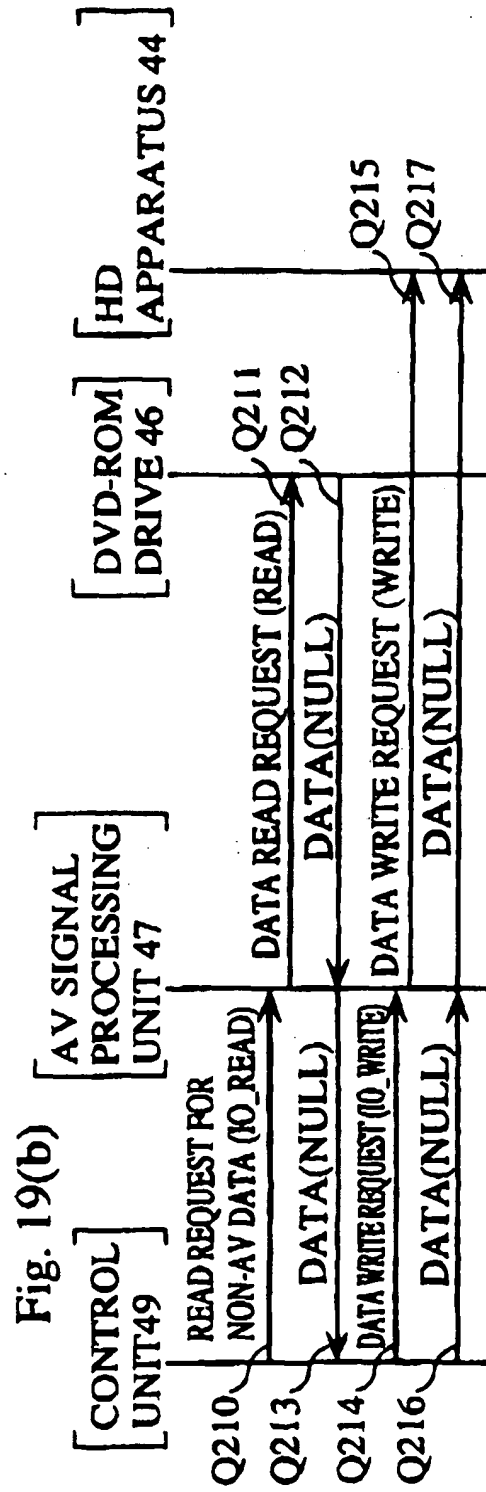 Fig. 19(b)
CONTROL
UNIT49
AV SIGNAL
PROCESSING
UNIT 47
DVD-ROM
DRIVE 46
HD
APPARATUS 44
Q210
READ REQUEST FOR
NON-AV DATA (IO_READ)
DATA READ REQUEST (READ)
Q211
Q213
DATA(NULL)
DATA(NULL)
Q212
Q214
DATA WRITE REQUEST (IO_WRITE)
DATA WRITE REQUEST (WRITE)
Q215
Q216
DATA(NULL)
DATA(NULL)
Q217